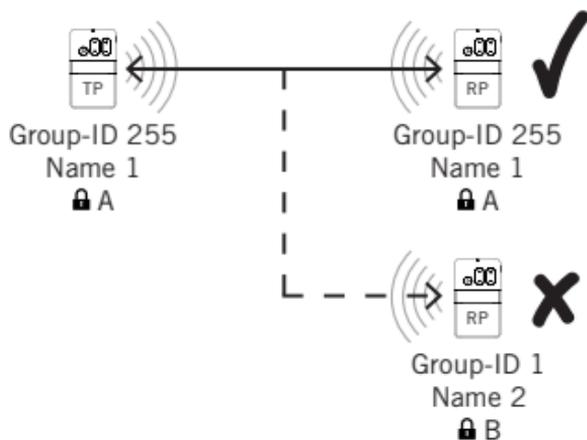 TP
Group-ID 255
Name 1
A
RP
Group-ID 255
Name 1
A
RP
Group-ID 1
Name 2
B